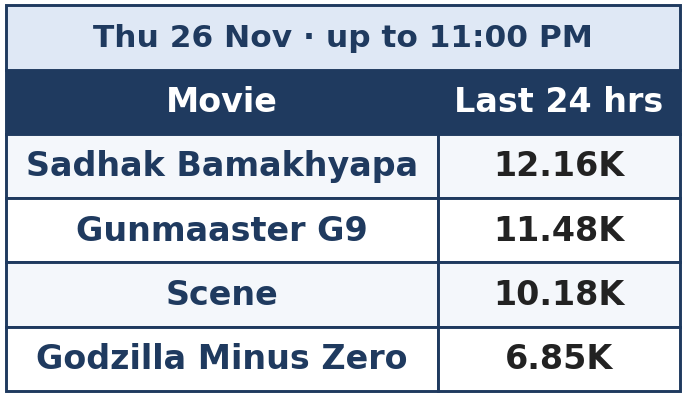 Thu 26 Nov · up to 11:00 PM
Movie Last 24 hrs
Sadhak Bamakhyapa 12.16K
Gunmaaster G9 11.48K
Scene 10.18K
Godzilla Minus Zero 6.85K